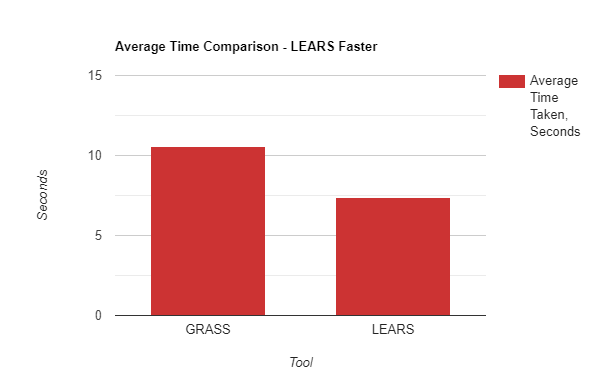 Average Time Comparison - LEARS Faster
15
10
5
0
Seconds
GRASS
LEARS
Tool
Average
Time
Taken,
Seconds